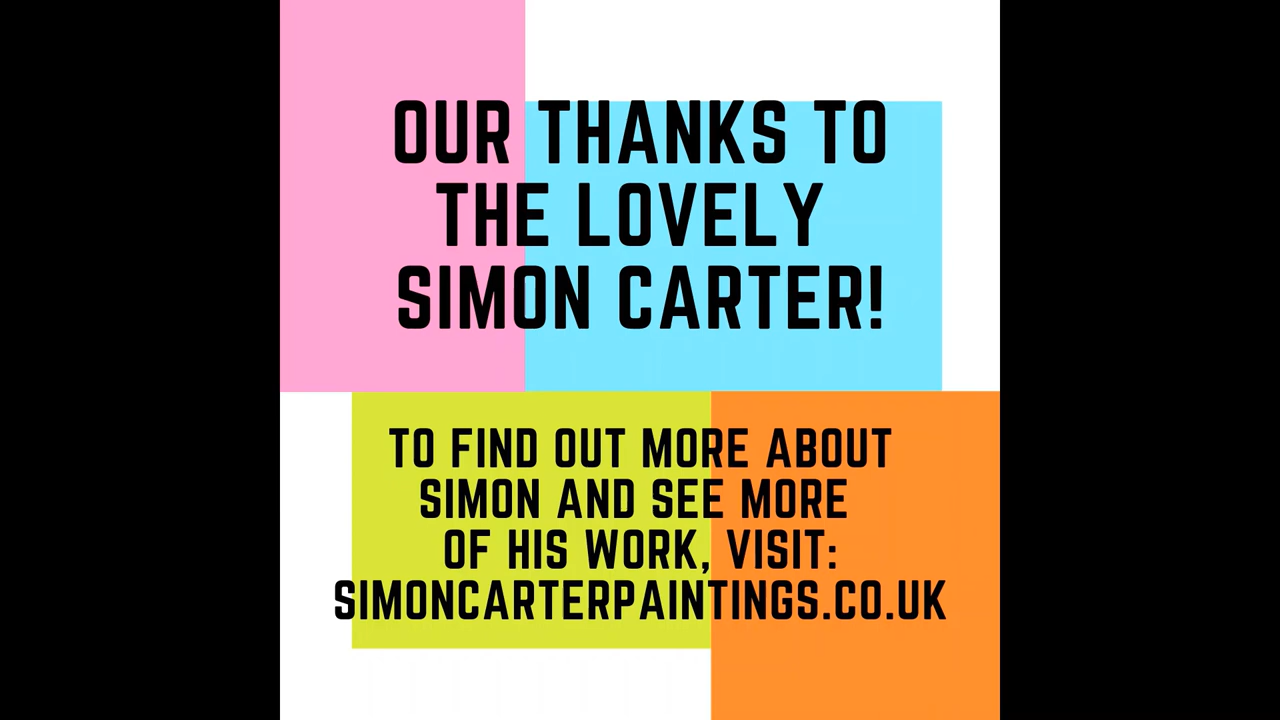 OUR THANKS TO
THE LOVELY
SIMON CARTER!
TO FIND OUT MORE ABOUT
SIMON AND SEE MORE
OF HIS WORK, VISIT:
SIMONCARTERPAINTINGS.CO.UK